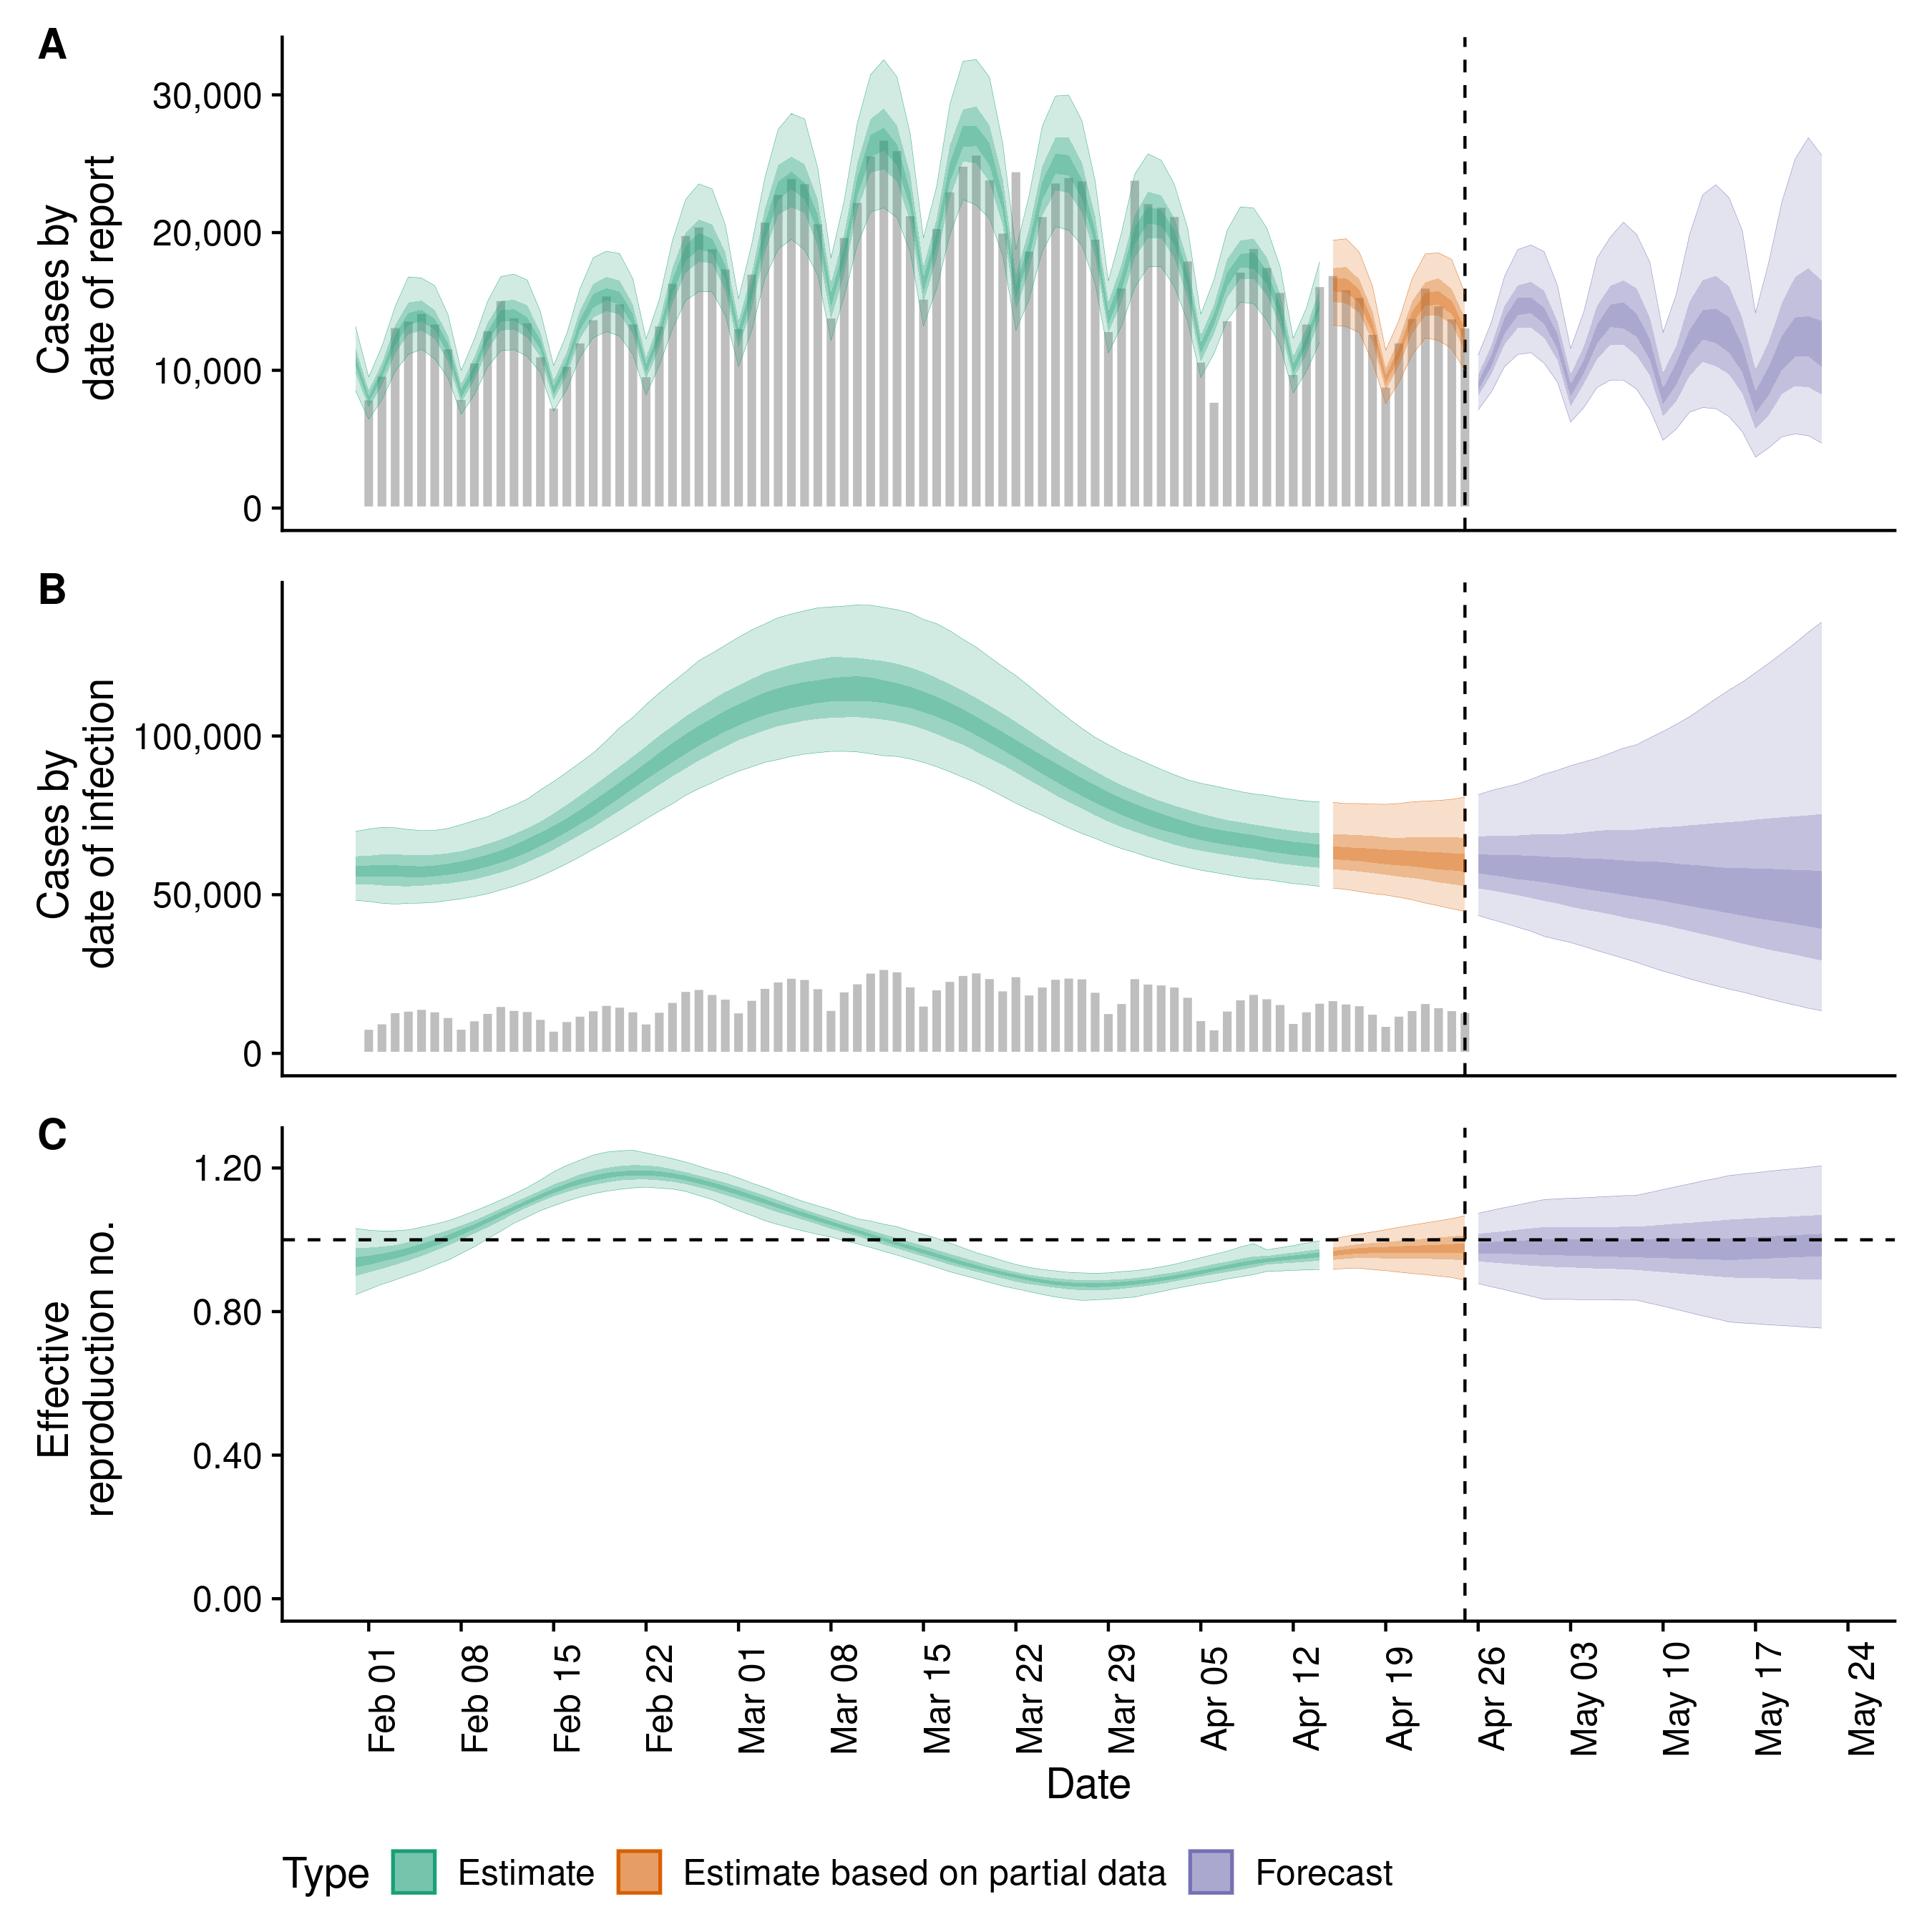 A
Cases by
date of report
30,000
20,000
10,000
0
B
Cases by
date of infection
100,000
50,000
0
C
Effective
reproduction no.
1.20
0.80
0.40
0.00
Feb 01
Feb 08
Feb 15
Feb 22
Mar 01
Mar 08
Mar 15
Mar 22
Mar 29
Apr 05
Apr 12
Apr 19
Apr 26
May 03
May 10
May 17
May 24
Date
Type Estimate Estimate based on partial data Forecast